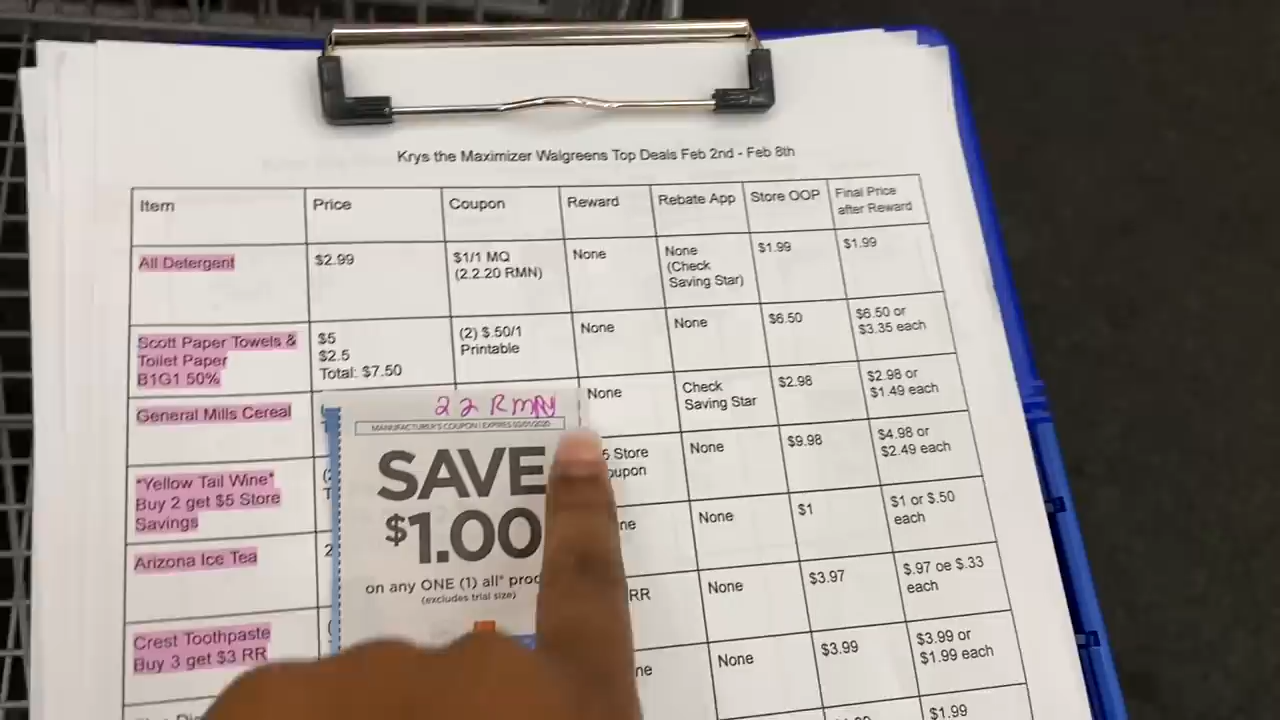 Krys the Maximizer Walgreens Top Deals Feb 2nd - Feb 8th
Item Price Coupon Reward Rebate App Store OOP Final Price
after Reward
All Detergent $2.99 $1/1 MQ None None $1.99 $1.99
(2.2.20 RMN) (Check
Saving Star)
Scott Paper Towels & $5 (2) $.50/1 None None $6.50 $6.50 or
Toilet Paper $2.5 Printable $3.35 each
B1G1 50% Total: $7.50
General Mills Cereal None Check $2.98 $2.98 or
Saving Star $1.49 each
*Yellow Tail Wine* 5 Store None $9.98 $4.98 or
Buy 2 get $5 Store $2.49 each
Savings
Arizona Ice Tea 2 None $1 $1 or $.50
each
Crest Toothpaste RR None $3.97 $.97 oe $.33
Buy 3 get $3 RR each
None $3.99 $3.99 or
$1.99 each
$1.99
2 2 RMN
MANUFACTURER'S COUPON | EXPIRES
SAVE
$1.00
on any ONE (1) all®
(excludes trial size)